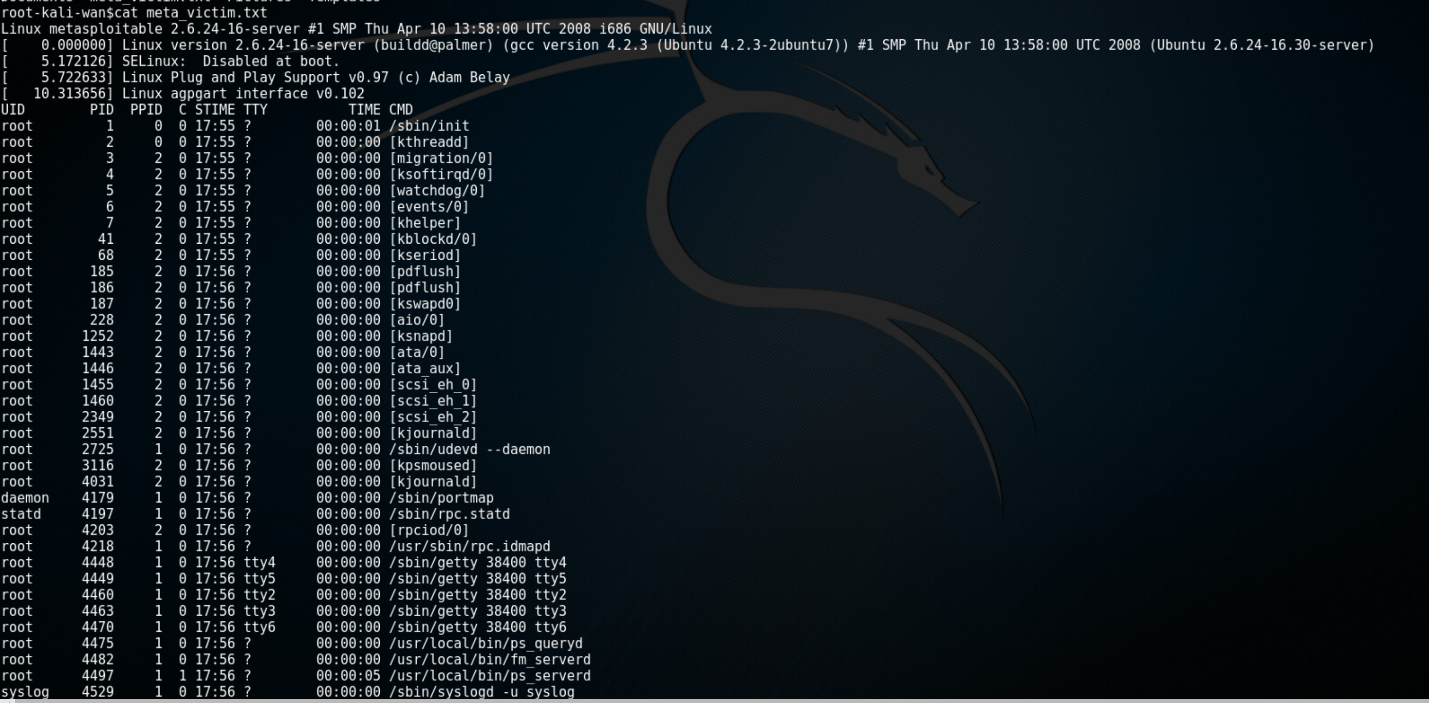 root-kali-wan$cat meta_victim.txt
Linux metasploitable 2.6.24-16-server #1 SMP Thu Apr 10 13:58:00 UTC 2008 i686 GNU/Linux
[    0.000000] Linux version 2.6.24-16-server (buildd@palmer) (gcc version 4.2.3 (Ubuntu 4.2.3-2ubuntu7)) #1 SMP Thu Apr 10 13:58:00 UTC 2008 (Ubuntu 2.6.24-16.30-server)
[    5.172126] SELinux:  Disabled at boot.
[    5.722633] Linux Plug and Play Support v0.97 (c) Adam Belay
[   10.313656] Linux agpgart interface v0.102
UID        PID  PPID  C STIME TTY          TIME CMD
root         1     0  0 17:55 ?        00:00:01 /sbin/init
root         2     0  0 17:55 ?        00:00:00 [kthreadd]
root         3     2  0 17:55 ?        00:00:00 [migration/0]
root         4     2  0 17:55 ?        00:00:00 [ksoftirqd/0]
root         5     2  0 17:55 ?        00:00:00 [watchdog/0]
root         6     2  0 17:55 ?        00:00:00 [events/0]
root         7     2  0 17:55 ?        00:00:00 [khelper]
root        41     2  0 17:55 ?        00:00:00 [kblockd/0]
root        68     2  0 17:55 ?        00:00:00 [kseriod]
root       185     2  0 17:56 ?        00:00:00 [pdflush]
root       186     2  0 17:56 ?        00:00:00 [pdflush]
root       187     2  0 17:56 ?        00:00:00 [kswapd0]
root       228     2  0 17:56 ?        00:00:00 [aio/0]
root      1252     2  0 17:56 ?        00:00:00 [ksnapd]
root      1443     2  0 17:56 ?        00:00:00 [ata/0]
root      1446     2  0 17:56 ?        00:00:00 [ata_aux]
root      1455     2  0 17:56 ?        00:00:00 [scsi_eh_0]
root      1460     2  0 17:56 ?        00:00:00 [scsi_eh_1]
root      2349     2  0 17:56 ?        00:00:00 [scsi_eh_2]
root      2551     2  0 17:56 ?        00:00:00 [kjournald]
root      2725     1  0 17:56 ?        00:00:00 /sbin/udevd --daemon
root      3116     2  0 17:56 ?        00:00:00 [kpsmoused]
root      4031     2  0 17:56 ?        00:00:00 [kjournald]
daemon    4179     1  0 17:56 ?        00:00:00 /sbin/portmap
statd     4197     1  0 17:56 ?        00:00:00 /sbin/rpc.statd
root      4203     2  0 17:56 ?        00:00:00 [rpciod/0]
root      4218     1  0 17:56 ?        00:00:00 /usr/sbin/rpc.idmapd
root      4448     1  0 17:56 tty4     00:00:00 /sbin/getty 38400 tty4
root      4449     1  0 17:56 tty5     00:00:00 /sbin/getty 38400 tty5
root      4460     1  0 17:56 tty2     00:00:00 /sbin/getty 38400 tty2
root      4463     1  0 17:56 tty3     00:00:00 /sbin/getty 38400 tty3
root      4470     1  0 17:56 tty6     00:00:00 /sbin/getty 38400 tty6
root      4475     1  0 17:56 ?        00:00:00 /usr/local/bin/ps_queryd
root      4482     1  0 17:56 ?        00:00:00 /usr/local/bin/fm_serverd
root      4497     1  1 17:56 ?        00:00:05 /usr/local/bin/ps_serverd
syslog    4529     1  0 17:56 ?        00:00:00 /sbin/syslogd -u syslog